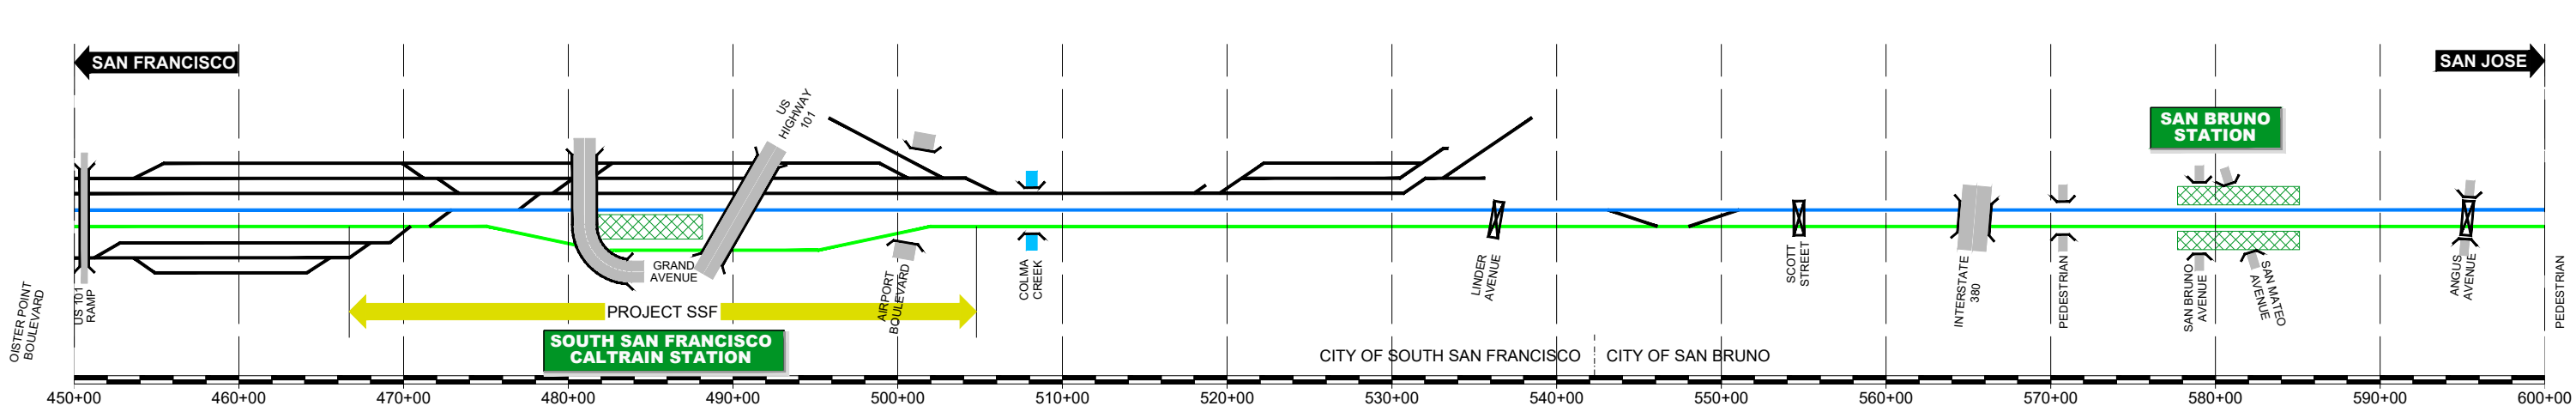 SAN FRANCISCO
SAN JOSE
US
HIGHWAY
101
SAN BRUNO
STATION
GRAND
AVENUE
OISTER POINT
BOULEVARD
US 101
RAMP
AIRPORT
BOULEVARD
COLMA
CREEK
LINDER
AVENUE
SCOTT
STREET
INTERSTATE
380
PEDESTRIAN
SAN BRUNO
AVENUE
SAN MATEO
AVENUE
ANGUS
AVENUE
PEDESTRIAN
PROJECT SSF
SOUTH SAN FRANCISCO
CALTRAIN STATION
CITY OF SOUTH SAN FRANCISCO
CITY OF SAN BRUNO
450+00
460+00
470+00
480+00
490+00
500+00
510+00
520+00
530+00
540+00
550+00
560+00
570+00
580+00
590+00
600+00